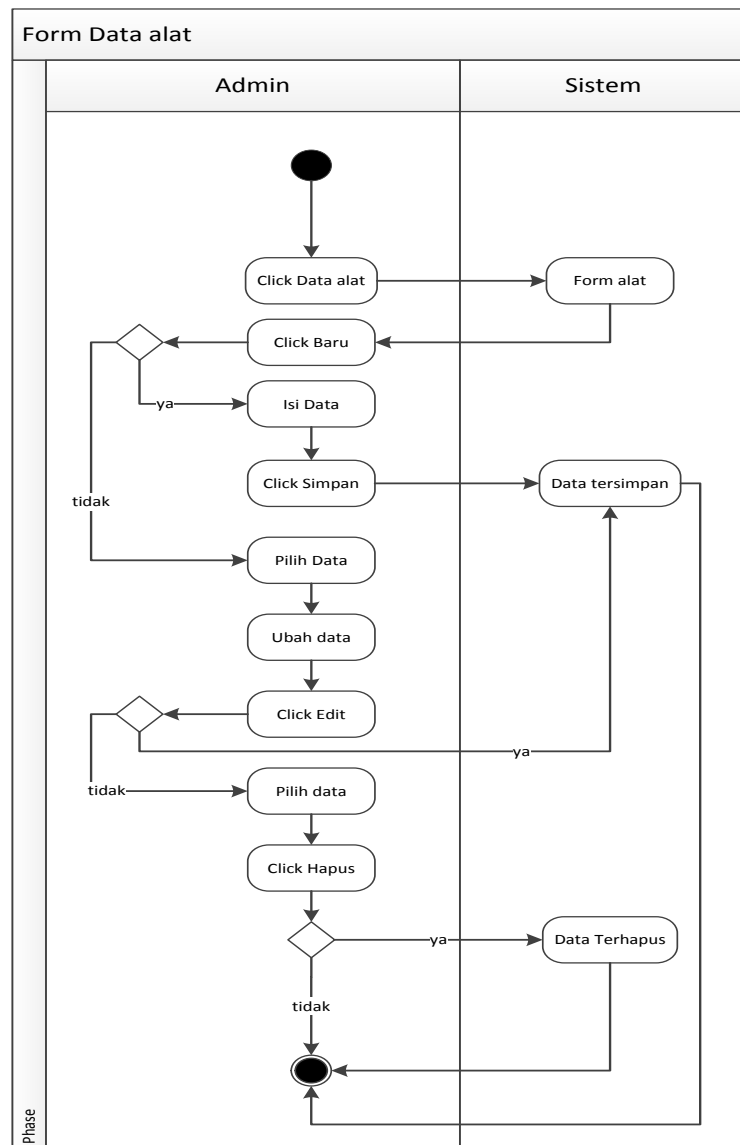 Form Data alat
Admin
Sistem
Click Data alat
Form alat
Click Baru
ya
Isi Data
Click Simpan
Data tersimpan
tidak
Pilih Data
Ubah data
Click Edit
ya
tidak
Pilih data
Click Hapus
ya
Data Terhapus
tidak
Phase